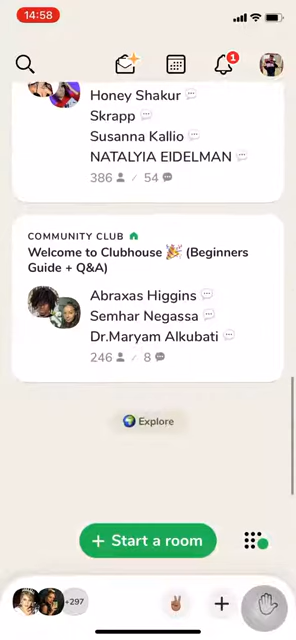 14:58
1
Honey Shakur
Skrapp
Susanna Kallio
NATALYIA EIDELMAN
386 / 54
COMMUNITY CLUB
Welcome to Clubhouse 🎉 (Beginners
Guide + Q&A)
Abraxas Higgins
Semhar Negassa
Dr.Maryam Alkubati
246 / 8
Explore
+ Start a room
+297